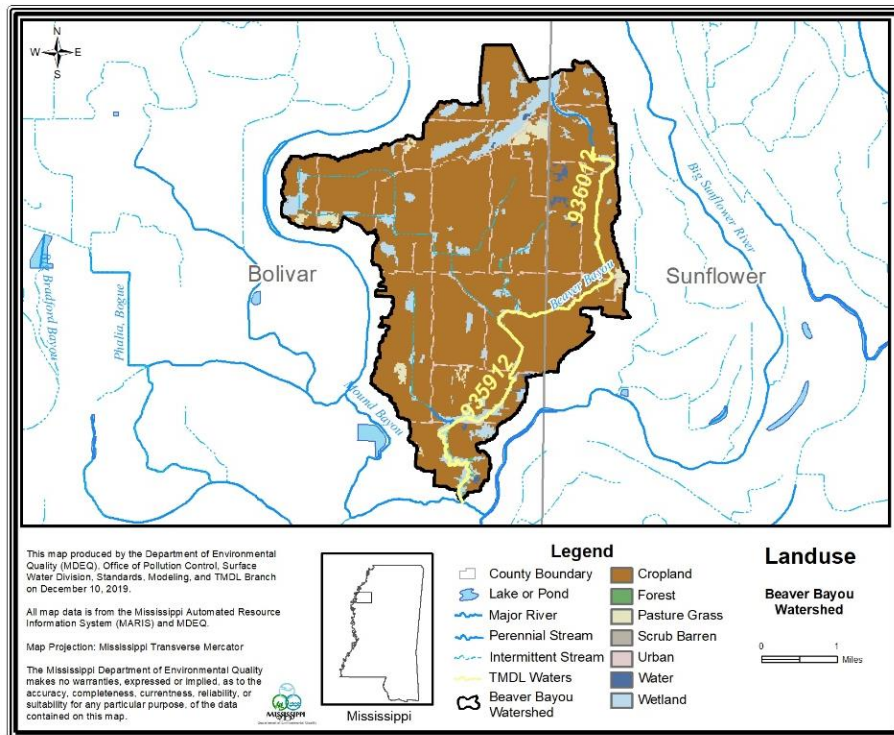 N
W E
S
936012
Big Sunflower River
Bolivar
Beaver Bayou
Sunflower
Bradford Bayou
Phalia, Bogue
Mound Bayou
935912
This map produced by the Department of Environmental
Quality (MDEQ), Office of Pollution Control, Surface
Water Division, Standards, Modeling, and TMDL Branch
on December 10, 2019.
All map data is from the Mississippi Automated Resource
Information System (MARIS) and MDEQ.
Map Projection: Mississippi Transverse Mercator
The Mississippi Department of Environmental Quality
makes no warranties, expressed or implied, as to the
accuracy, completeness, currentness, reliability, or
suitability for any particular purpose, of the data
contained on this map.
MISSISSIPPI
Mississippi
Legend
County Boundary
Lake or Pond
Major River
Perennial Stream
Intermittent Stream
TMDL Waters
Beaver Bayou
Watershed
Cropland
Forest
Pasture Grass
Scrub Barren
Urban
Water
Wetland
Landuse
Beaver Bayou
Watershed
0 1
Miles